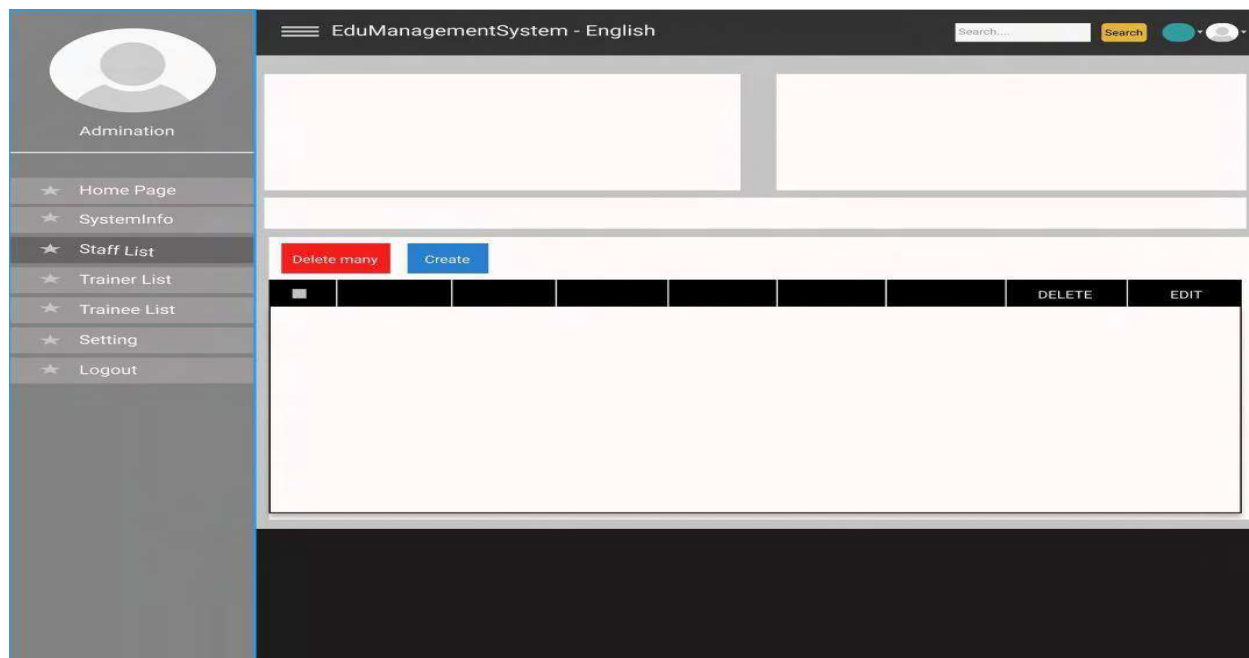 EduManagementSystem - English
Search....
Search
Admination
Home Page
SystemInfo
Staff List
Trainer List
Trainee List
Setting
Logout
Delete many
Create
DELETE
EDIT